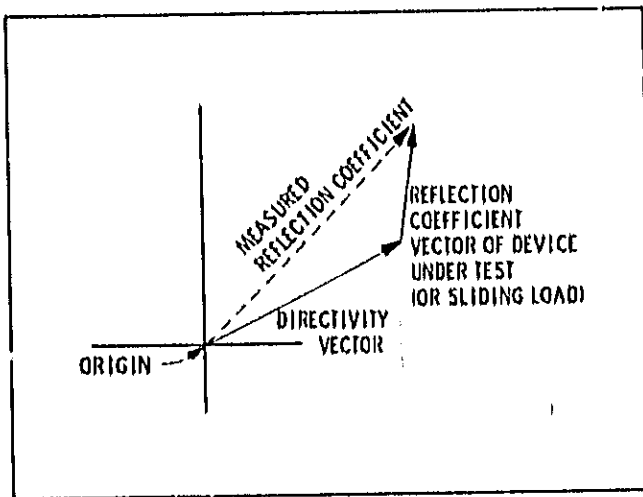 MEASURED
REFLECTION COEFFICIENT
REFLECTION
COEFFICIENT
VECTOR OF DEVICE
UNDER TEST
(OR SLIDING LOAD)
DIRECTIVITY
VECTOR
ORIGIN